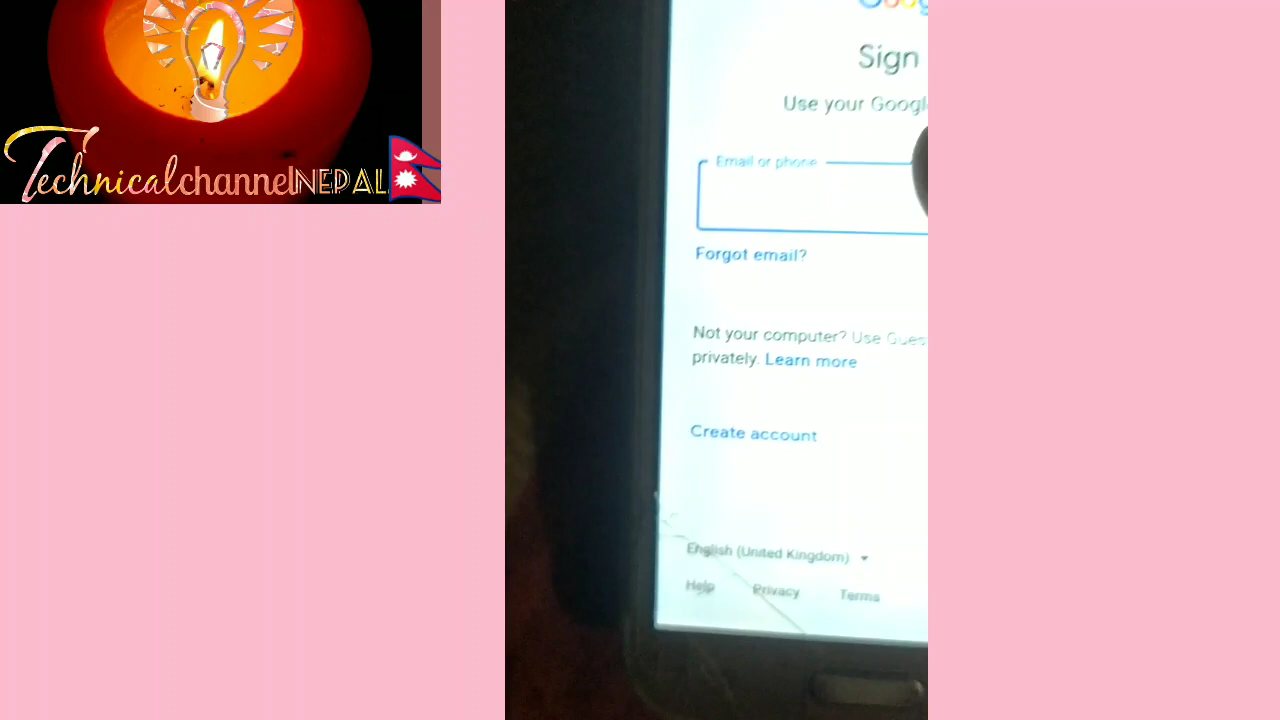 TechnicalchannelNEPAL
Goog
Sign
Use your Googl
Email or phone
Forgot email?
Not your computer? Use Gues
privately. Learn more
Create account
English (United Kingdom)
Help Privacy Terms